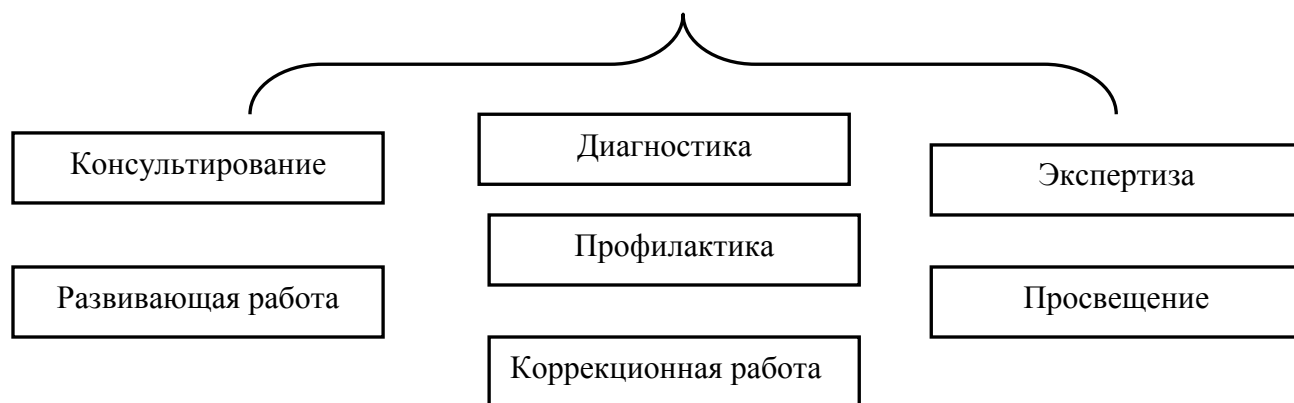 Консультирование
Диагностика
Экспертиза
Профилактика
Развивающая работа
Просвещение
Коррекционная работа